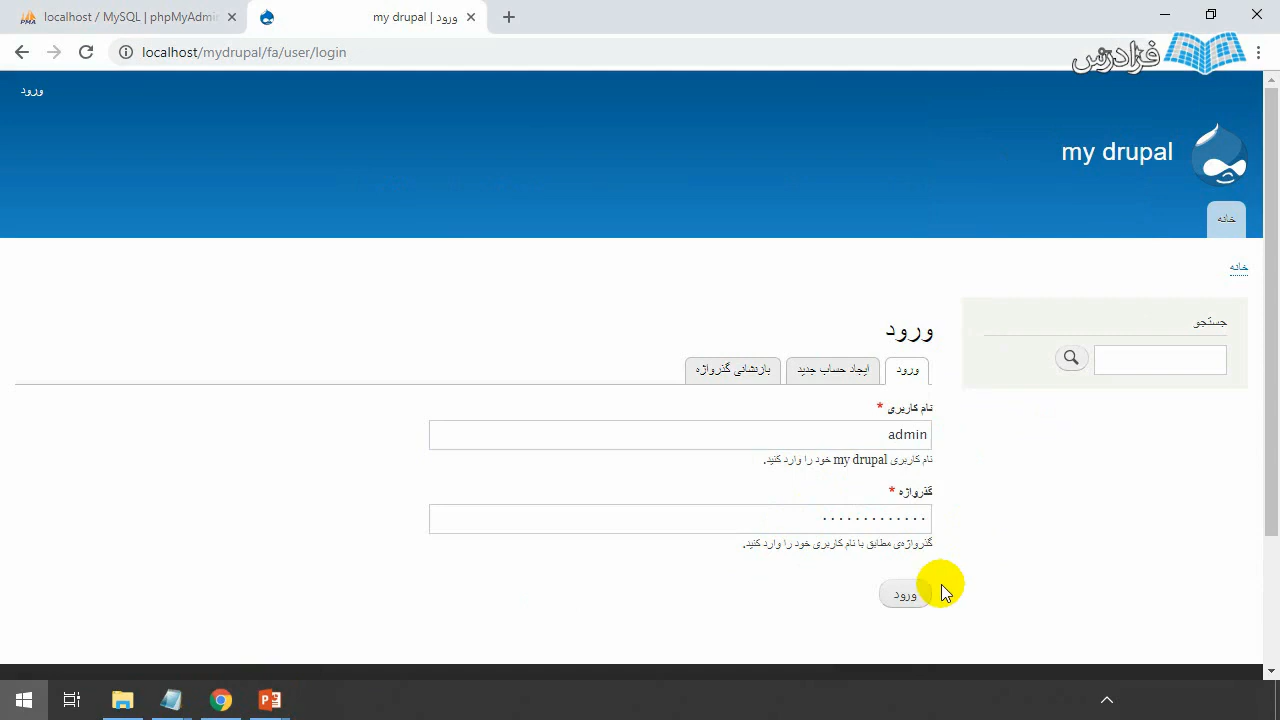 localhost / MySQL | phpMyAdmin
ورود | my drupal
localhost/mydrupal/fa/user/login
فرادرس
ورود
my drupal
خانه
خانه
جستجو
ورود
ورود
ایجاد حساب جدید
بازنشانی گذرواژه
نام کاربری *
admin
نام کاربری my drupal خود را وارد کنید.
گذرواژه *
گذرواژه‌ی مطابق با نام کاربری خود را وارد کنید.
ورود